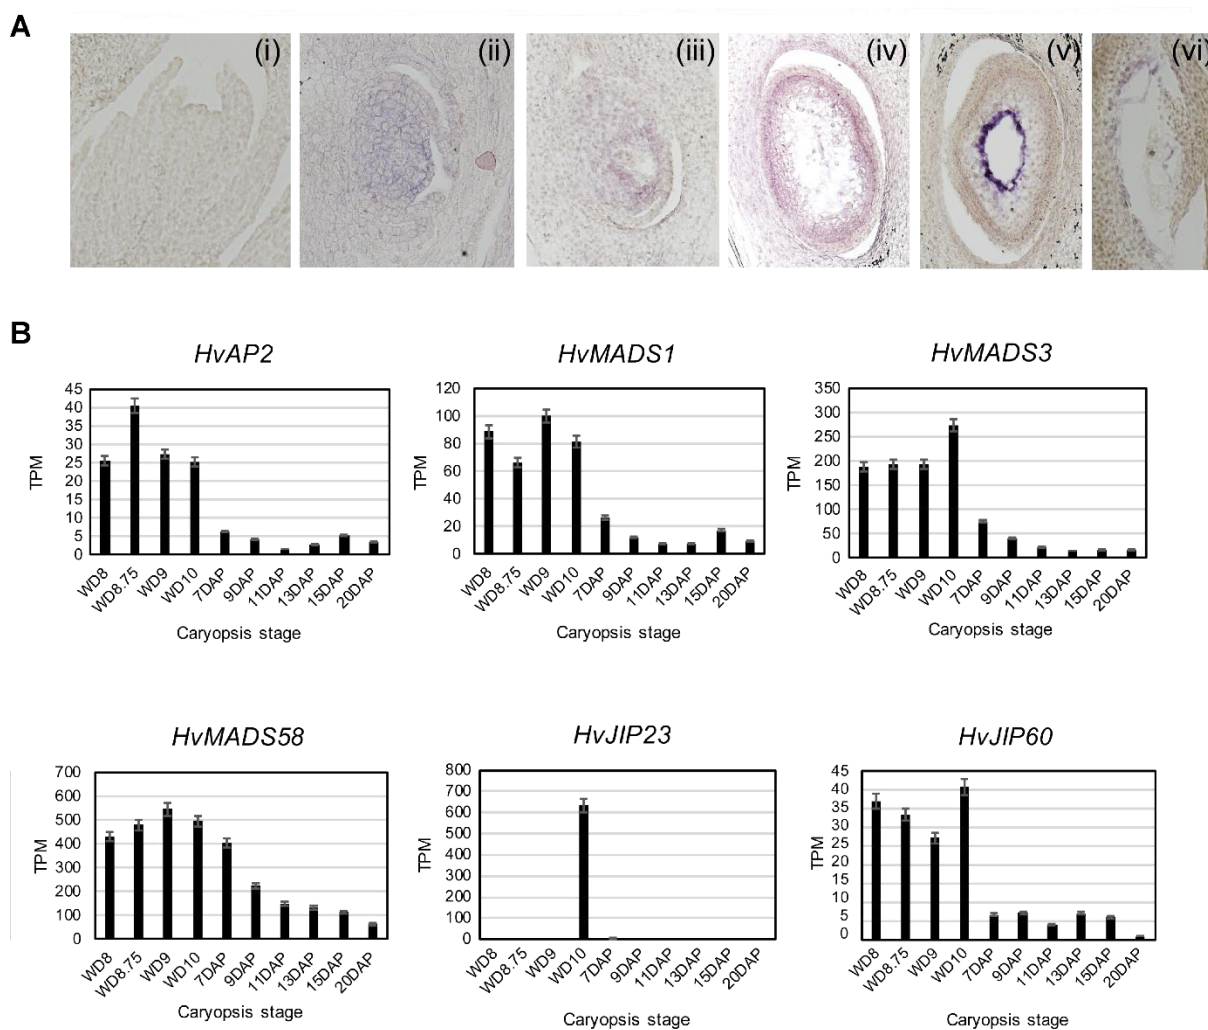 A
(i) (ii) (iii) (iv) (v) (vi)
B
HvAP2
45
40
35
30
25
20
15
10
5
0
TPM
WD8 WD8.75 WD9 WD10 7DAP 9DAP 11DAP 13DAP 15DAP 20DAP
Caryopsis stage
HvMADS1
120
100
80
60
40
20
0
TPM
WD8 WD8.75 WD9 WD10 7DAP 9DAP 11DAP 13DAP 15DAP 20DAP
Caryopsis stage
HvMADS3
350
300
250
200
150
100
50
0
TPM
WD8 WD8.75 WD9 WD10 7DAP 9DAP 11DAP 13DAP 15DAP 20DAP
Caryopsis stage
HvMADS58
700
600
500
400
300
200
100
0
TPM
WD8 WD8.75 WD9 WD10 7DAP 9DAP 11DAP 13DAP 15DAP 20DAP
Caryopsis stage
HvJIP23
800
700
600
500
400
300
200
100
0
TPM
WD8 WD8.75 WD9 WD10 7DAP 9DAP 11DAP 13DAP 15DAP 20DAP
Caryopsis stage
HvJIP60
45
40
35
30
25
20
15
10
5
0
TPM
WD8 WD8.75 WD9 WD10 7DAP 9DAP 11DAP 13DAP 15DAP 20DAP
Caryopsis stage